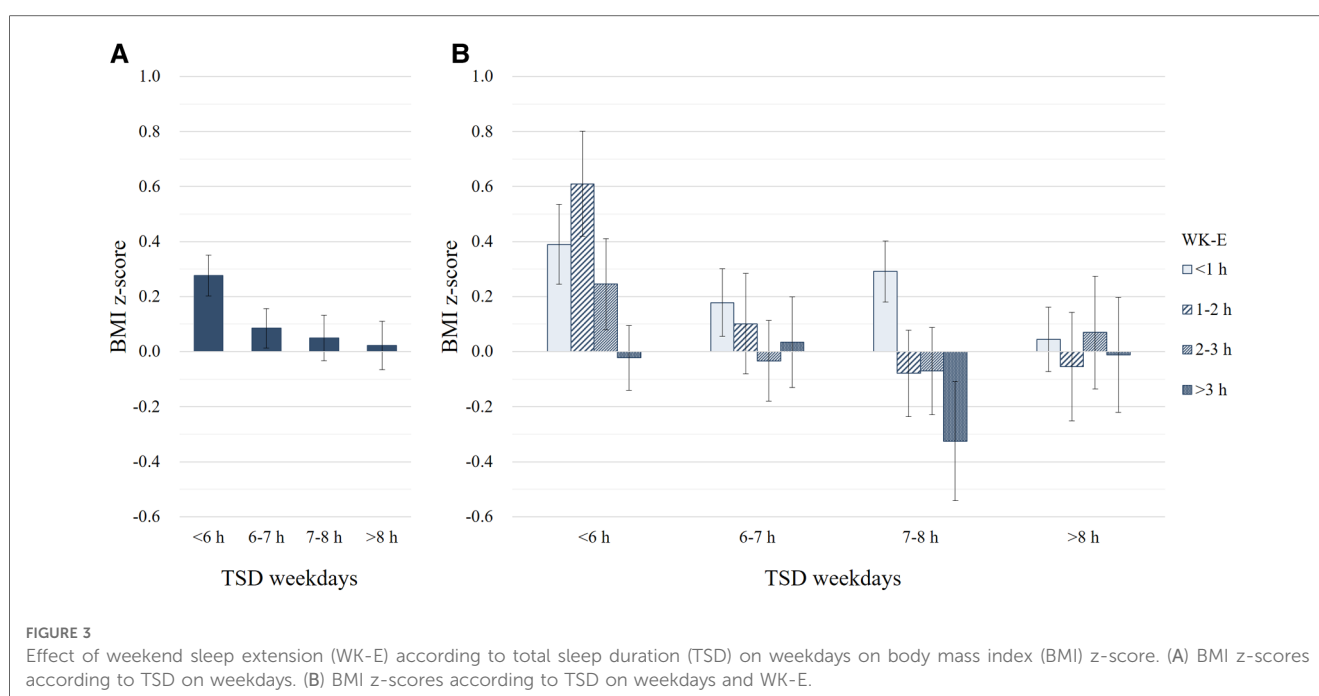 A
B
1.0
0.8
0.6
0.4
0.2
0.0
-0.2
-0.4
-0.6
BMI z-score
<6 h 6-7 h 7-8 h >8 h
TSD weekdays
1.0
0.8
0.6
0.4
0.2
0.0
-0.2
-0.4
-0.6
BMI z-score
<6 h 6-7 h 7-8 h >8 h
TSD weekdays
WK-E
<1 h
1-2 h
2-3 h
>3 h
FIGURE 3
Effect of weekend sleep extension (WK-E) according to total sleep duration (TSD) on weekdays on body mass index (BMI) z-score. (A) BMI z-scores
according to TSD on weekdays. (B) BMI z-scores according to TSD on weekdays and WK-E.